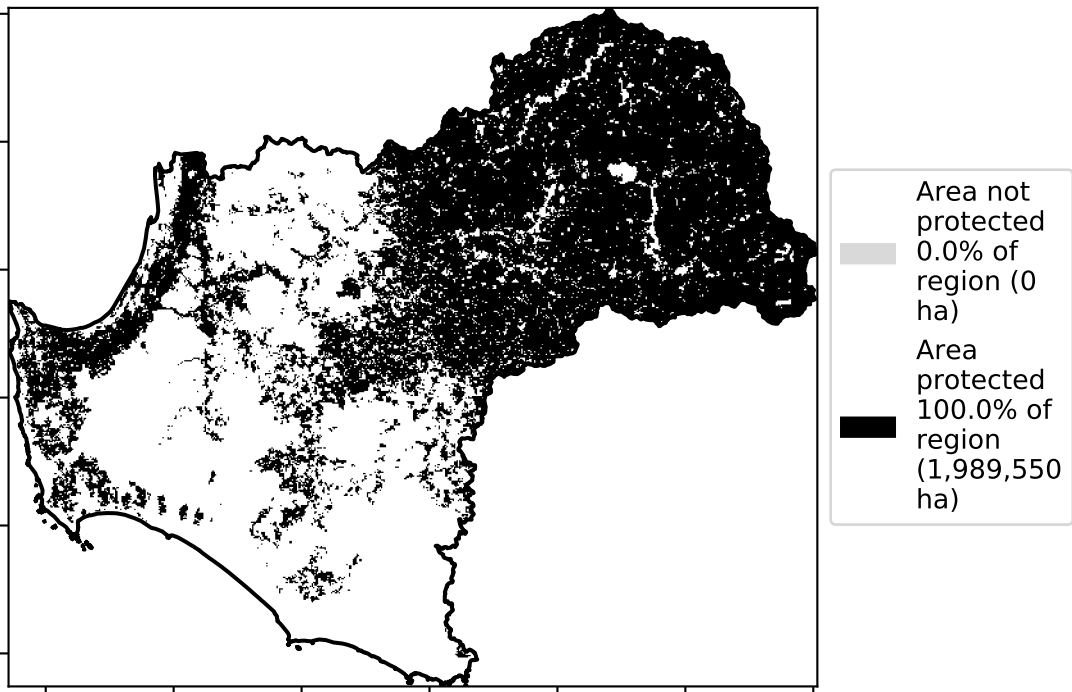 Area not
protected
0.0% of
region (0
ha)
Area
protected
100.0% of
region
(1,989,550
ha)